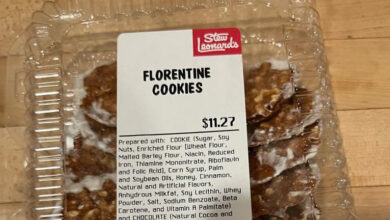 Stew
Leonard's
FLORENTINE
COOKIES
$11.27
Prepared with: COOKIE (Sugar, Soy
Nuts, Enriched Flour [Wheat Flour,
Malted Barley Flour, Niacin, Reduced
Iron, Thiamine Mononitrate, Riboflavin
and Folic Acid], Corn Syrup, Palm
and Soybean Oils, Honey, Cinnamon,
Natural and Artificial Flavors,
Anhydrous Milkfat, Soy Lecithin, Whey
Powder, Salt, Sodium Benzoate, Beta
Carotene, and Vitamin A Palmitate)
and CHOCOLATE (Natural Cocoa and